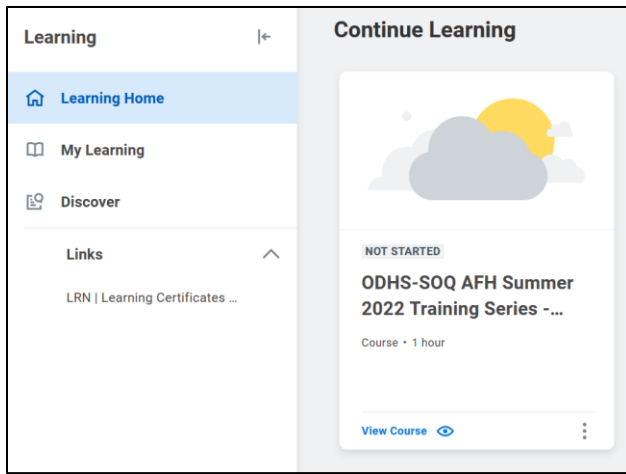 Learning
Learning Home
My Learning
Discover
Links
LRN | Learning Certificates ...
Continue Learning
NOT STARTED
ODHS-SOQ AFH Summer
2022 Training Series -...
Course • 1 hour
View Course